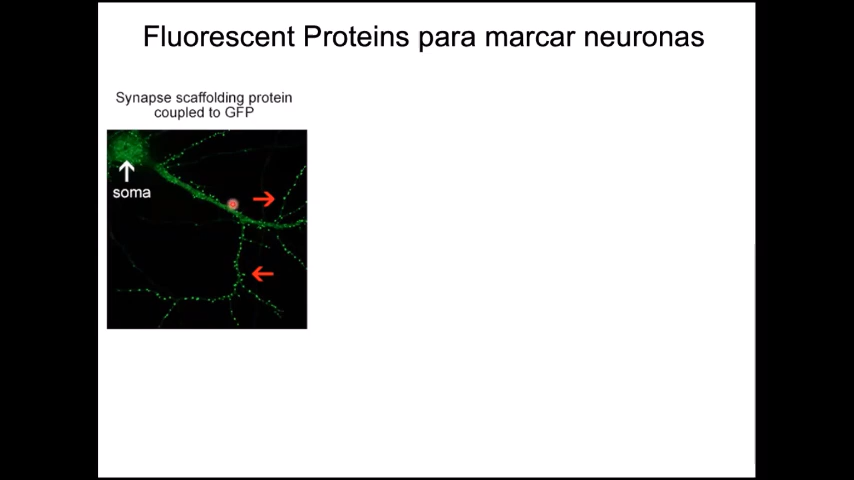 Fluorescent Proteins para marcar neuronas
Synapse scaffolding protein
coupled to GFP
soma